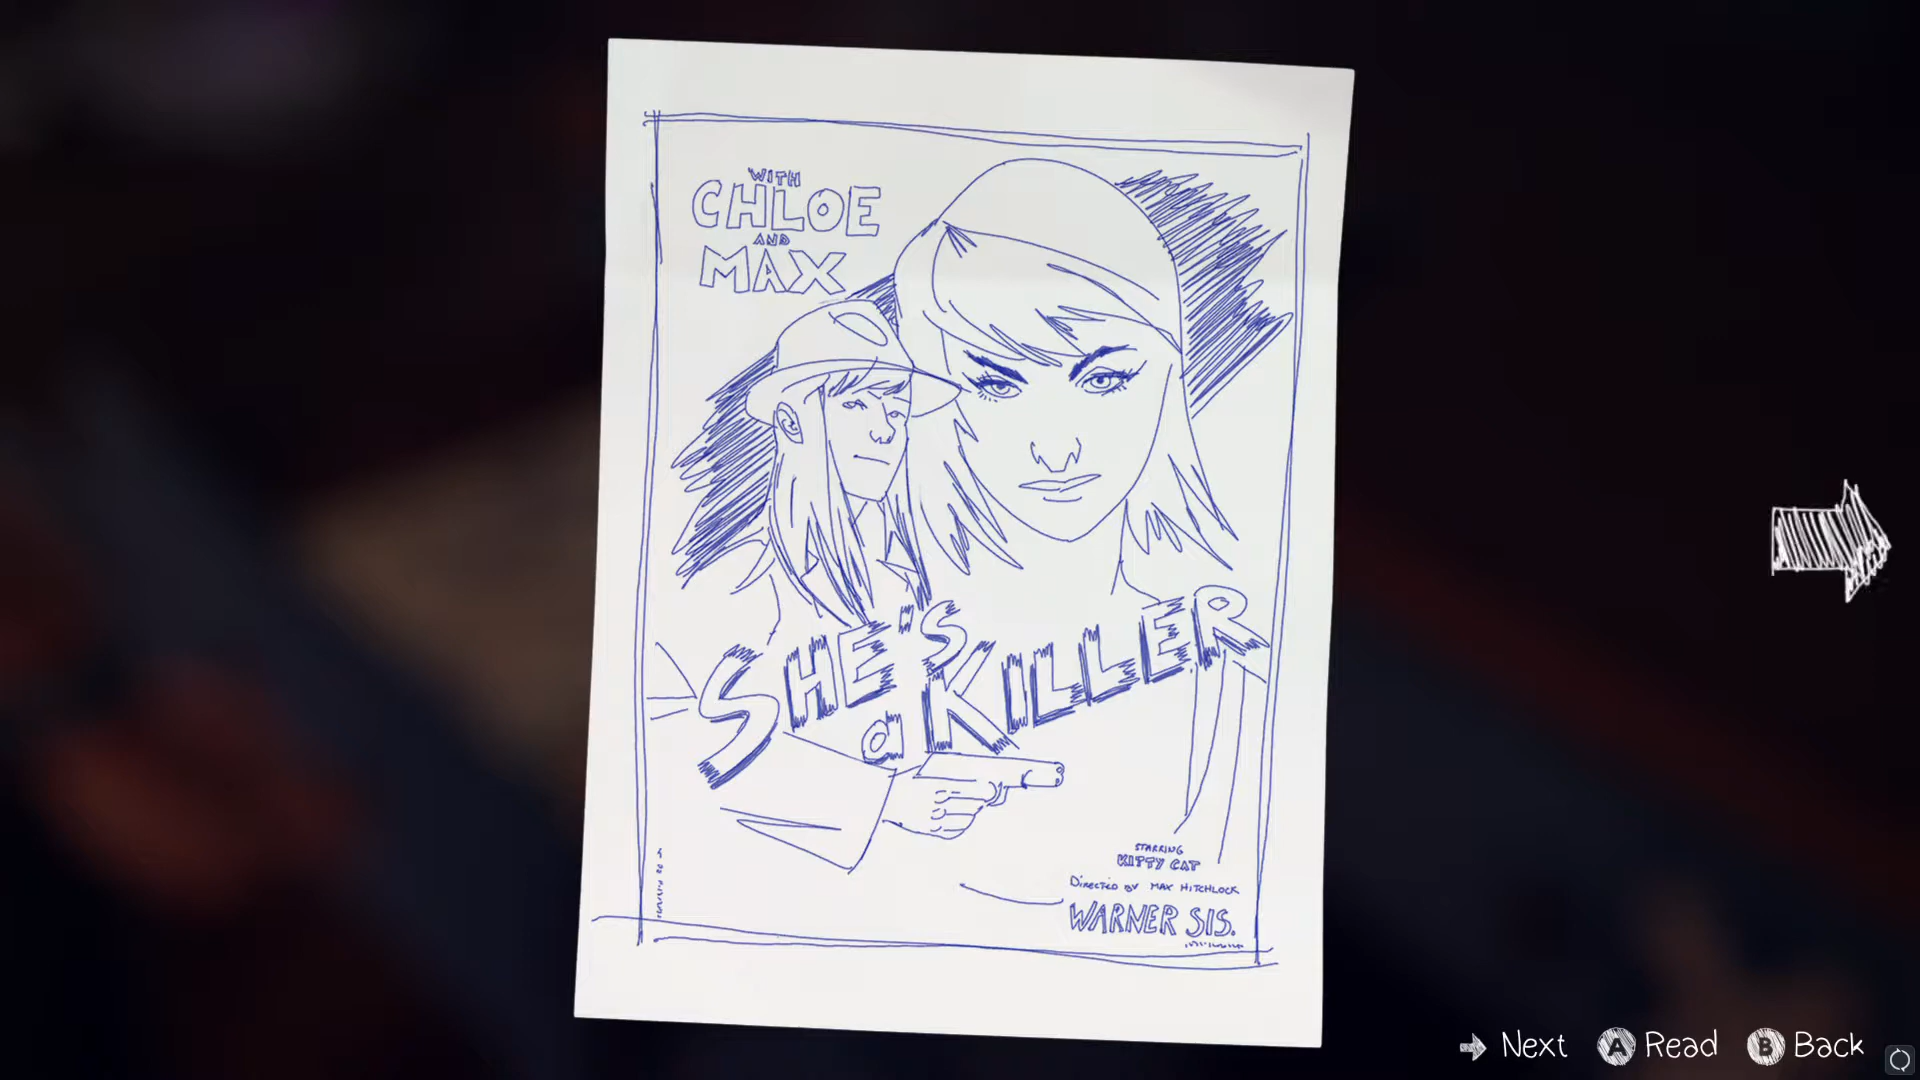 WITH
CHLOE
AND
MAX
SHE'S
a KILLER
STARRING
KITTY CAT
Directed by MAX HITCHLOCK
WARNER SIS.
Next A Read B Back